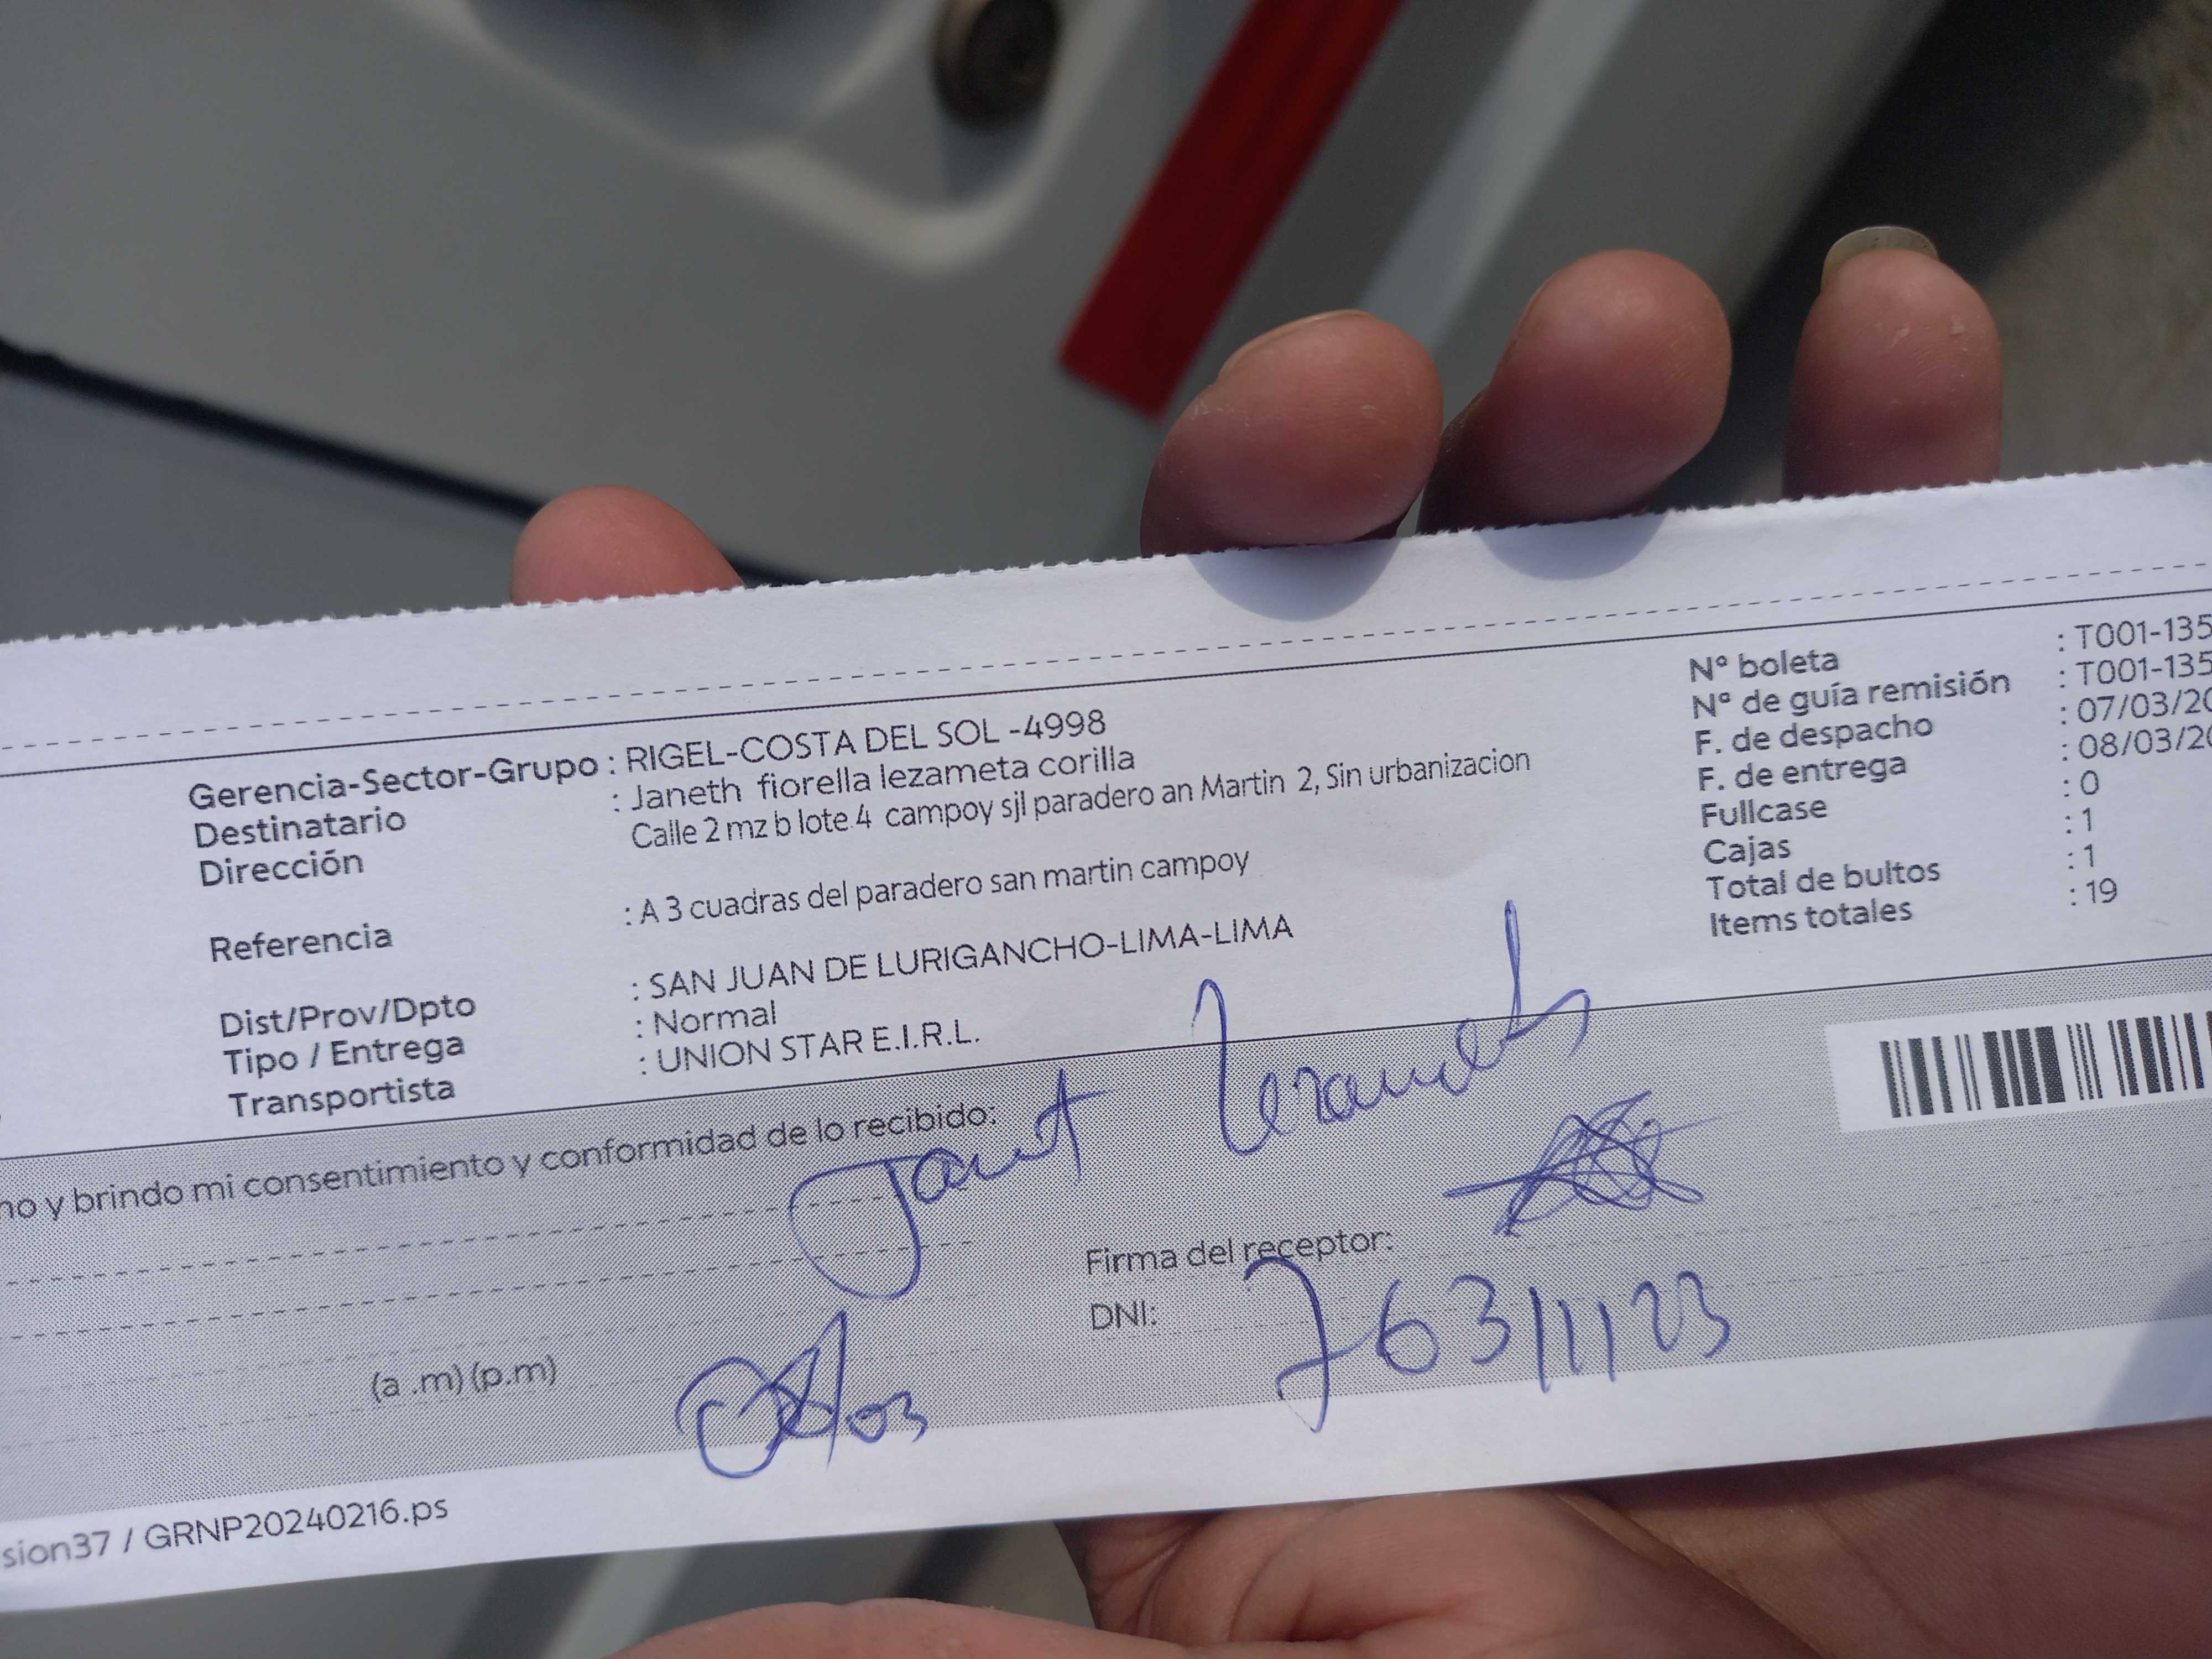 Gerencia-Sector-Grupo : RIGEL-COSTA DEL SOL -4998
Destinatario : Janeth fiorella lezameta corilla
Dirección Calle 2 mz b lote 4 campoy sjl paradero an Martin 2, Sin urbanizacion
Referencia : A 3 cuadras del paradero san martin campoy
Dist/Prov/Dpto : SAN JUAN DE LURIGANCHO-LIMA-LIMA
Tipo / Entrega : Normal
Transportista : UNION STAR E.I.R.L.
Nº boleta : T001-135
Nº de guía remisión : T001-135
F. de despacho : 07/03/20
F. de entrega : 08/03/20
Fullcase : 0
Cajas : 1
Total de bultos : 1
Items totales : 19
no y brindo mi consentimiento y conformidad de lo recibido:
Janet Lezameta
Firma del receptor:
DNI: 76311123
(a .m) (p.m)
sion37 / GRNP20240216.ps